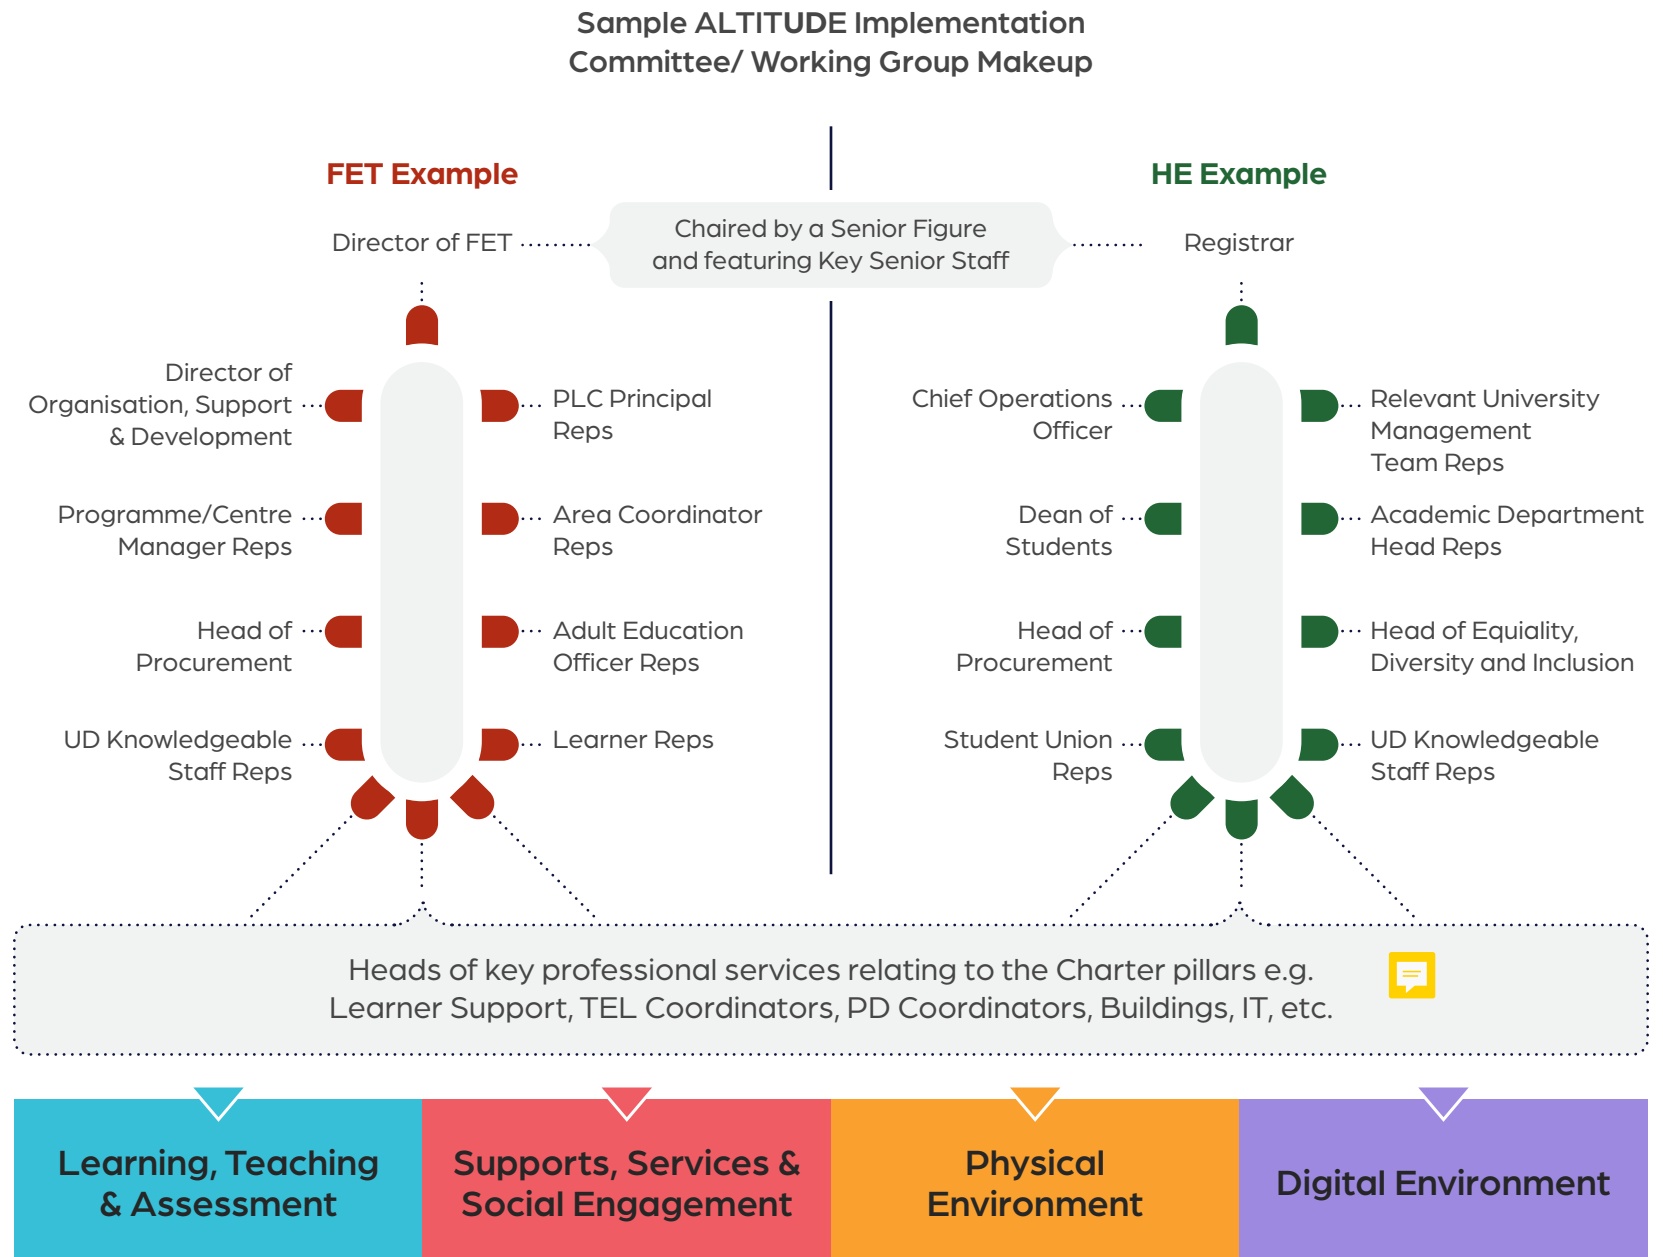 Sample ALTITUDE Implementation
Committee/ Working Group Makeup
FET Example
HE Example
Director of FET
Chaired by a Senior Figure
and featuring Key Senior Staff
Registrar
Director of
Organisation, Support
& Development
PLC Principal
Reps
Programme/Centre
Manager Reps
Area Coordinator
Reps
Head of
Procurement
Adult Education
Officer Reps
UD Knowledgeable
Staff Reps
Learner Reps
Chief Operations
Officer
Relevant University
Management
Team Reps
Dean of
Students
Academic Department
Head Reps
Head of
Procurement
Head of Equiality,
Diversity and Inclusion
Student Union
Reps
UD Knowledgeable
Staff Reps
Heads of key professional services relating to the Charter pillars e.g.
Learner Support, TEL Coordinators, PD Coordinators, Buildings, IT, etc.
Learning, Teaching
& Assessment
Supports, Services &
Social Engagement
Physical
Environment
Digital Environment